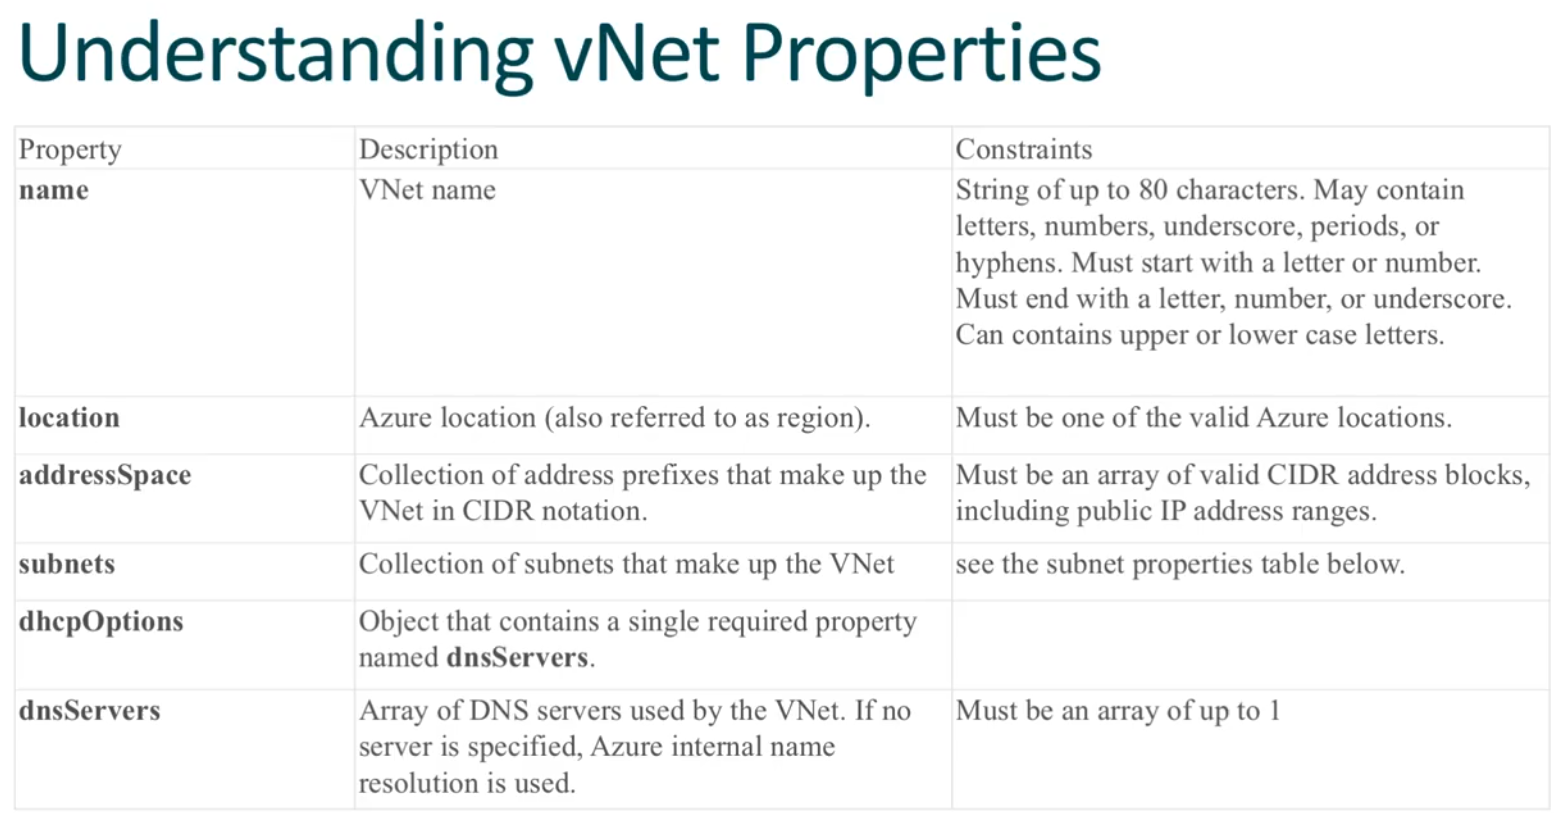 Understanding vNet Properties
Property Description Constraints
name VNet name String of up to 80 characters. May contain
letters, numbers, underscore, periods, or
hyphens. Must start with a letter or number.
Must end with a letter, number, or underscore.
Can contains upper or lower case letters.
location Azure location (also referred to as region). Must be one of the valid Azure locations.
addressSpace Collection of address prefixes that make up the Must be an array of valid CIDR address blocks,
VNet in CIDR notation. including public IP address ranges.
subnets Collection of subnets that make up the VNet see the subnet properties table below.
dhcpOptions Object that contains a single required property
named dnsServers.
dnsServers Array of DNS servers used by the VNet. If no Must be an array of up to 1
server is specified, Azure internal name
resolution is used.